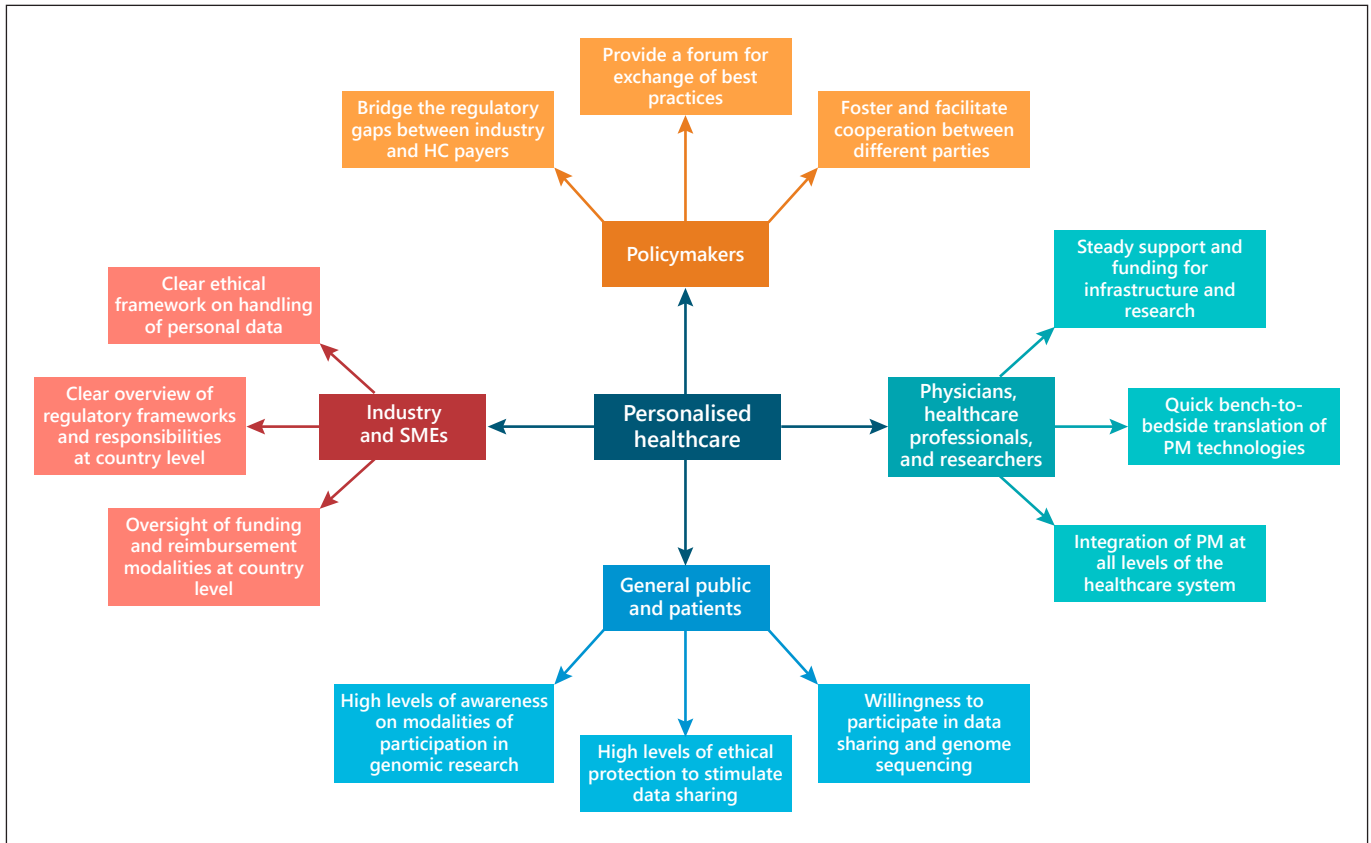 Provide a forum for
exchange of best
practices
Bridge the regulatory
gaps between industry
and HC payers
Foster and facilitate
cooperation between
different parties
Policymakers
Steady support and
funding for
infrastructure and
research
Clear ethical
framework on handling
of personal data
Clear overview of
regulatory frameworks
and responsibilities
at country level
Industry
and SMEs
Personalised
healthcare
Physicians,
healthcare
professionals,
and researchers
Quick bench-to-
bedside translation of
PM technologies
Oversight of funding
and reimbursement
modalities at country
level
Integration of PM at
all levels of the
healthcare system
General public
and patients
High levels of awareness
on modalities of
participation in
genomic research
High levels of ethical
protection to stimulate
data sharing
Willingness to
participate in data
sharing and genome
sequencing